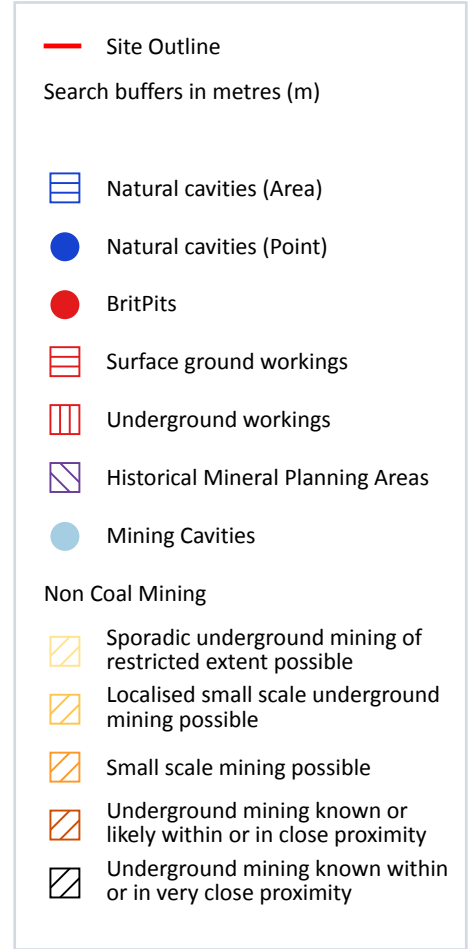 Site Outline
Search buffers in metres (m)
Natural cavities (Area)
Natural cavities (Point)
BritPits
Surface ground workings
Underground workings
Historical Mineral Planning Areas
Mining Cavities
Non Coal Mining
Sporadic underground mining of
restricted extent possible
Localised small scale underground
mining possible
Small scale mining possible
Underground mining known or
likely within or in close proximity
Underground mining known within
or in very close proximity